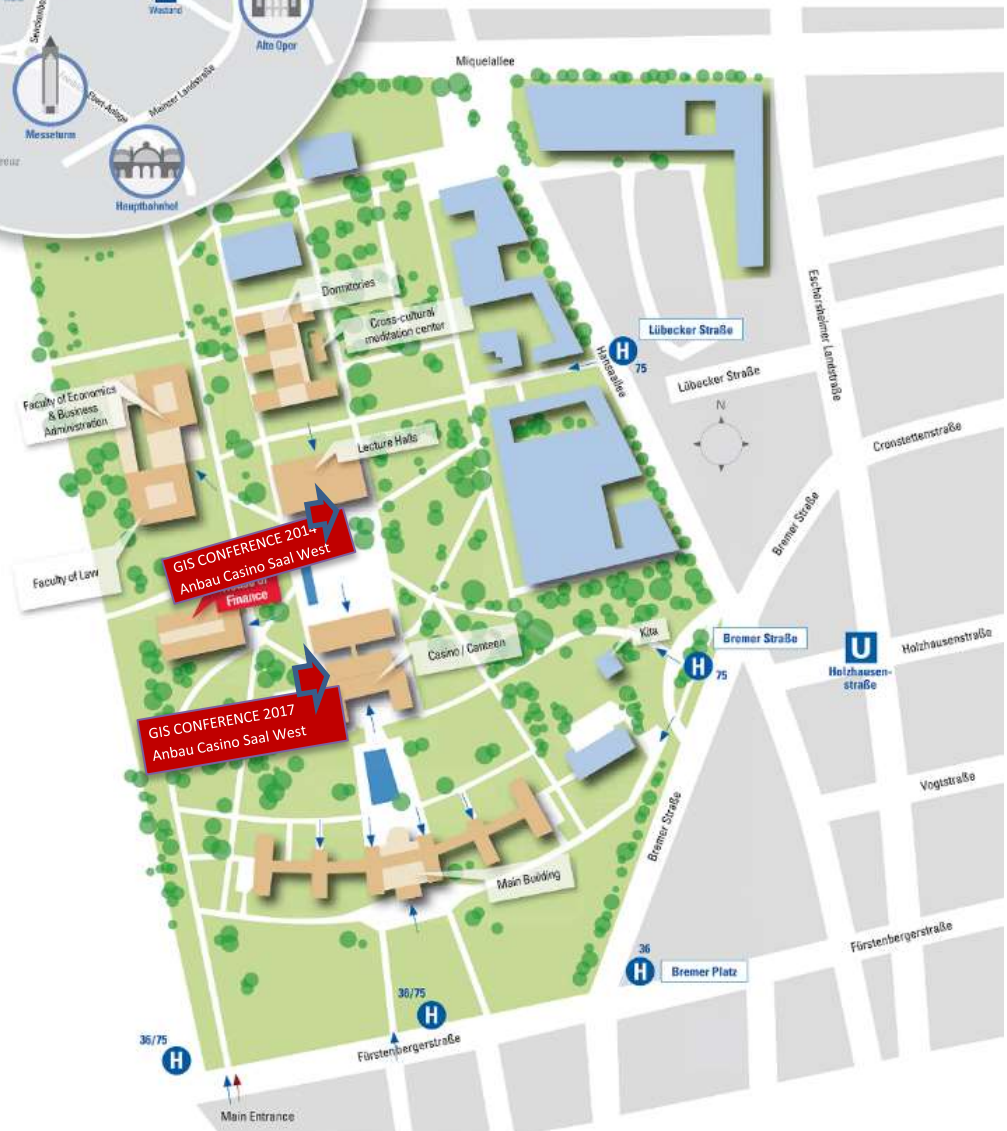 Westend
Alte Oper
Mainzer Landstraße
Messeturm
Hauptbahnhof
Miquelallee
Dormitories
Cross-cultural
meditation center
Lübecker Straße
H
75
Hansaallee
Lübecker Straße
Eschersheimer Landstraße
Faculty of Economics
& Business
Administration
N
Lecture Halls
Cronstettenstraße
Bremer Straße
GIS CONFERENCE 2014
Anbau Casino Saal West
Faculty of Law
House of
Finance
Casino | Canteen
Kita
Bremer Straße
H
75
U
Holzhausen-
straße
Holzhausenstraße
GIS CONFERENCE 2017
Anbau Casino Saal West
Vogtstraße
Bremer Straße
Main Building
Fürstenbergerstraße
36
H
Bremer Platz
36/75
H
36/75
H
Fürstenbergerstraße
Main Entrance